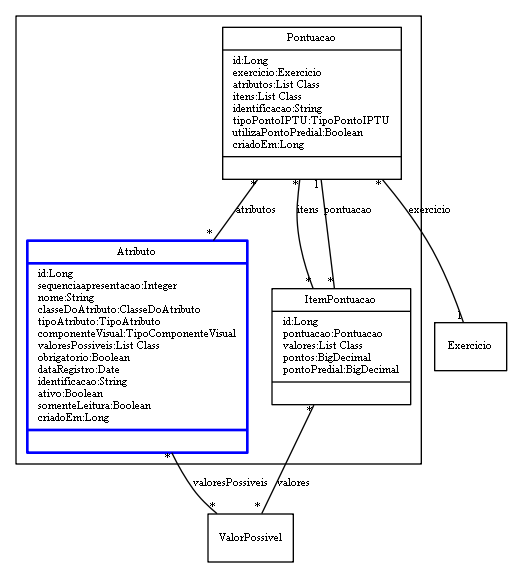 Pontuacao
id:Long
exercicio:Exercicio
atributos:List Class
itens:List Class
identificacao:String
tipoPontoIPTU:TipoPontoIPTU
utilizaPontoPredial:Boolean
criadoEm:Long
* * 1 *
atributos itens pontuacao exercicio
* * * 1
Atributo
id:Long
sequenciaapresentacao:Integer
nome:String
classeDoAtributo:ClasseDoAtributo
tipoAtributo:TipoAtributo
componenteVisual:TipoComponenteVisual
valoresPossiveis:List Class
obrigatorio:Boolean
dataRegistro:Date
identificacao:String
ativo:Boolean
somenteLeitura:Boolean
criadoEm:Long
ItemPontuacao
id:Long
pontuacao:Pontuacao
valores:List Class
pontos:BigDecimal
pontoPredial:BigDecimal
Exercicio
* *
valoresPossiveis valores
* *
ValorPossivel